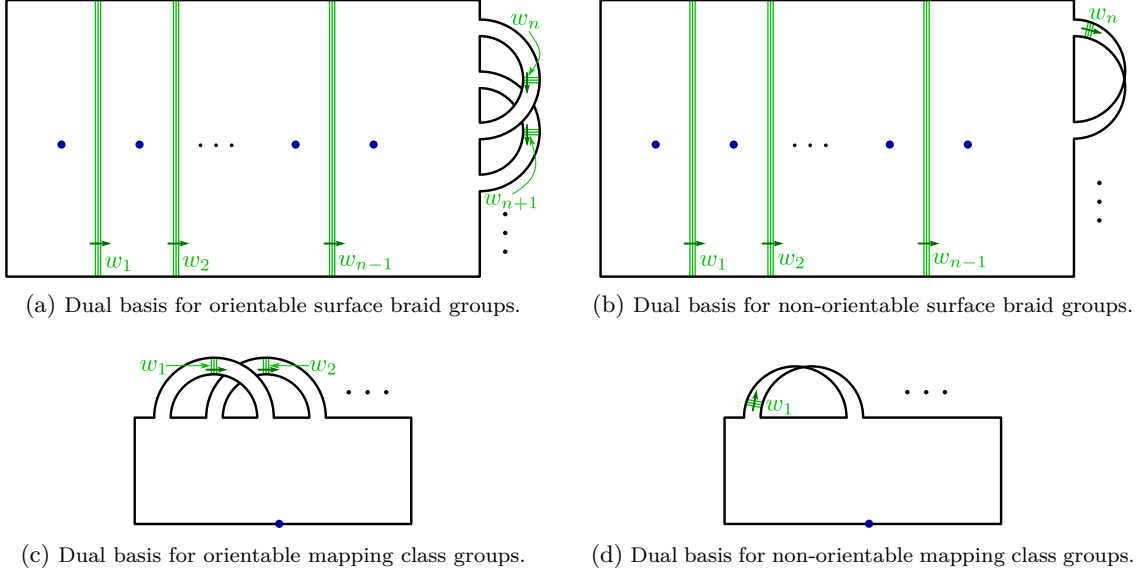 w_n
w_{n+1}
w_1 w_2 · · · w_{n−1}
(a) Dual basis for orientable surface braid groups.
w_n
w_1 w_2 · · · w_{n−1}
(b) Dual basis for non-orientable surface braid groups.
w_1 w_2 · · ·
(c) Dual basis for orientable mapping class groups.
w_1 · · ·
(d) Dual basis for non-orientable mapping class groups.